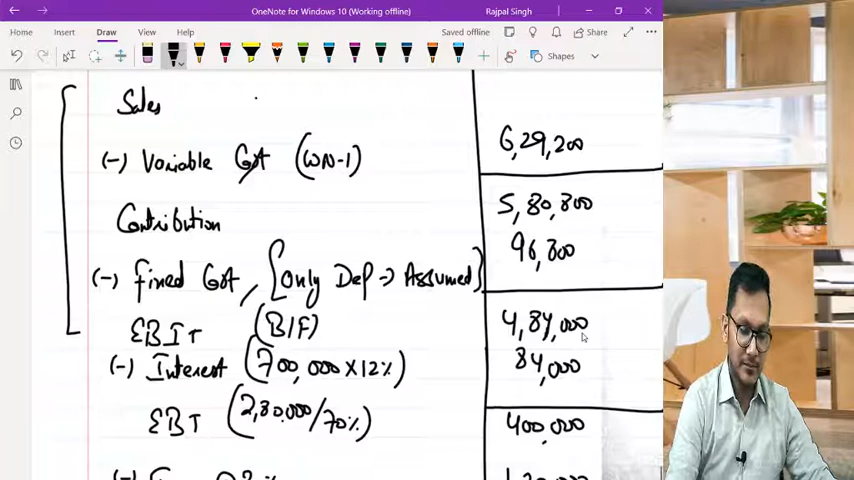 OneNote for Windows 10 (Working offline)
Rajpal Singh
Home Insert Draw View Help Saved offline Share
Shapes
Sales
(-) Variable Cost (WN-1) 6,29,200
Contribution 5,80,800
(-) Fixed Cost, [Only Dep => Assumed] 96,800
EBIT (B/F) 4,84,000
(-) Interest (700,000 x 12%) 84,000
EBT (2,80,000/70%) 400,000